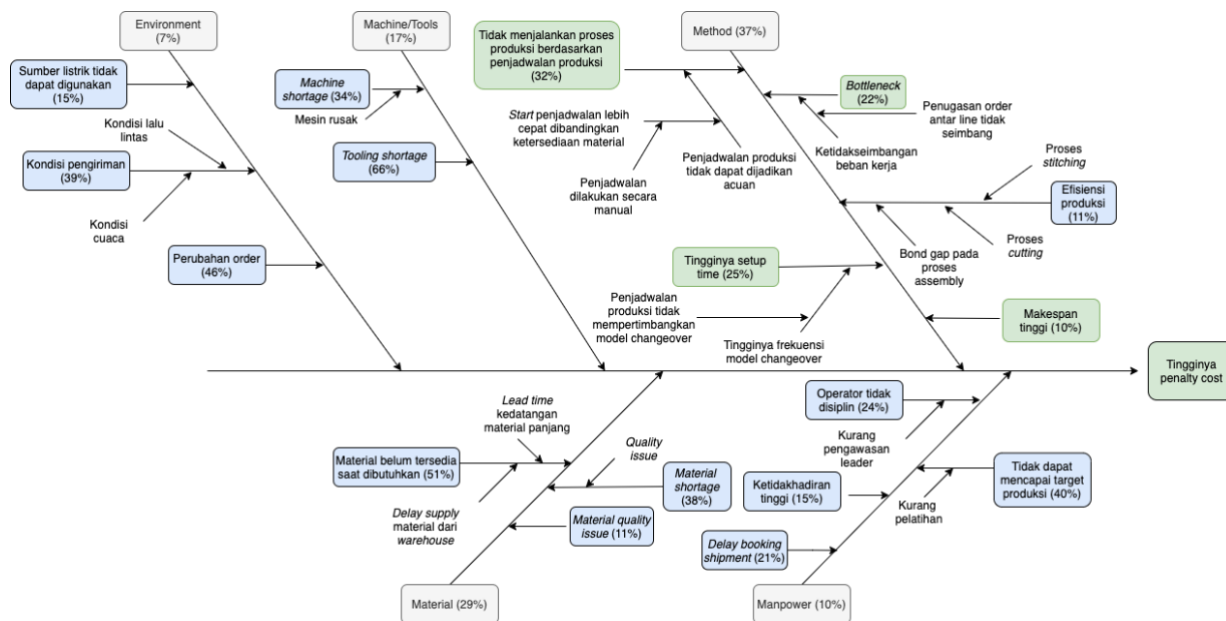 Environment
(7%)
Machine/Tools
(17%)
Method (37%)
Sumber listrik tidak
dapat digunakan
(15%)
Kondisi lalu
lintas
Kondisi pengiriman
(39%)
Kondisi
cuaca
Perubahan order
(46%)
Machine
shortage (34%)
Mesin rusak
Tooling shortage
(66%)
Tidak menjalankan proses
produksi berdasarkan
penjadwalan produksi
(32%)
Start penjadwalan lebih
cepat dibandingkan
ketersediaan material
Penjadwalan
dilakukan secara
manual
Penjadwalan produksi
tidak dapat dijadikan
acuan
Bottleneck
(22%)
Penugasan order
antar line tidak
seimbang
Ketidakseimbangan
beban kerja
Proses
stitching
Efisiensi
produksi
(11%)
Proses
cutting
Bond gap pada
proses
assembly
Tingginya setup
time (25%)
Penjadwalan
produksi tidak
mempertimbangkan
model changeover
Tingginya frekuensi
model changeover
Makespan
tinggi (10%)
Tingginya
penalty cost
Lead time
kedatangan
material panjang
Material belum tersedia
saat dibutuhkan (51%)
Delay supply
material dari
warehouse
Quality
issue
Material
shortage
(38%)
Material quality
issue (11%)
Material (29%)
Operator tidak
disiplin (24%)
Kurang
pengawasan
leader
Ketidakhadiran
tinggi (15%)
Tidak dapat
mencapai target
produksi (40%)
Kurang
pelatihan
Delay booking
shipment (21%)
Manpower (10%)